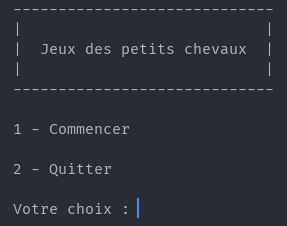 -----------------------------
|                           |
|  Jeux des petits chevaux  |
|                           |
-----------------------------
1 - Commencer
2 - Quitter
Votre choix :